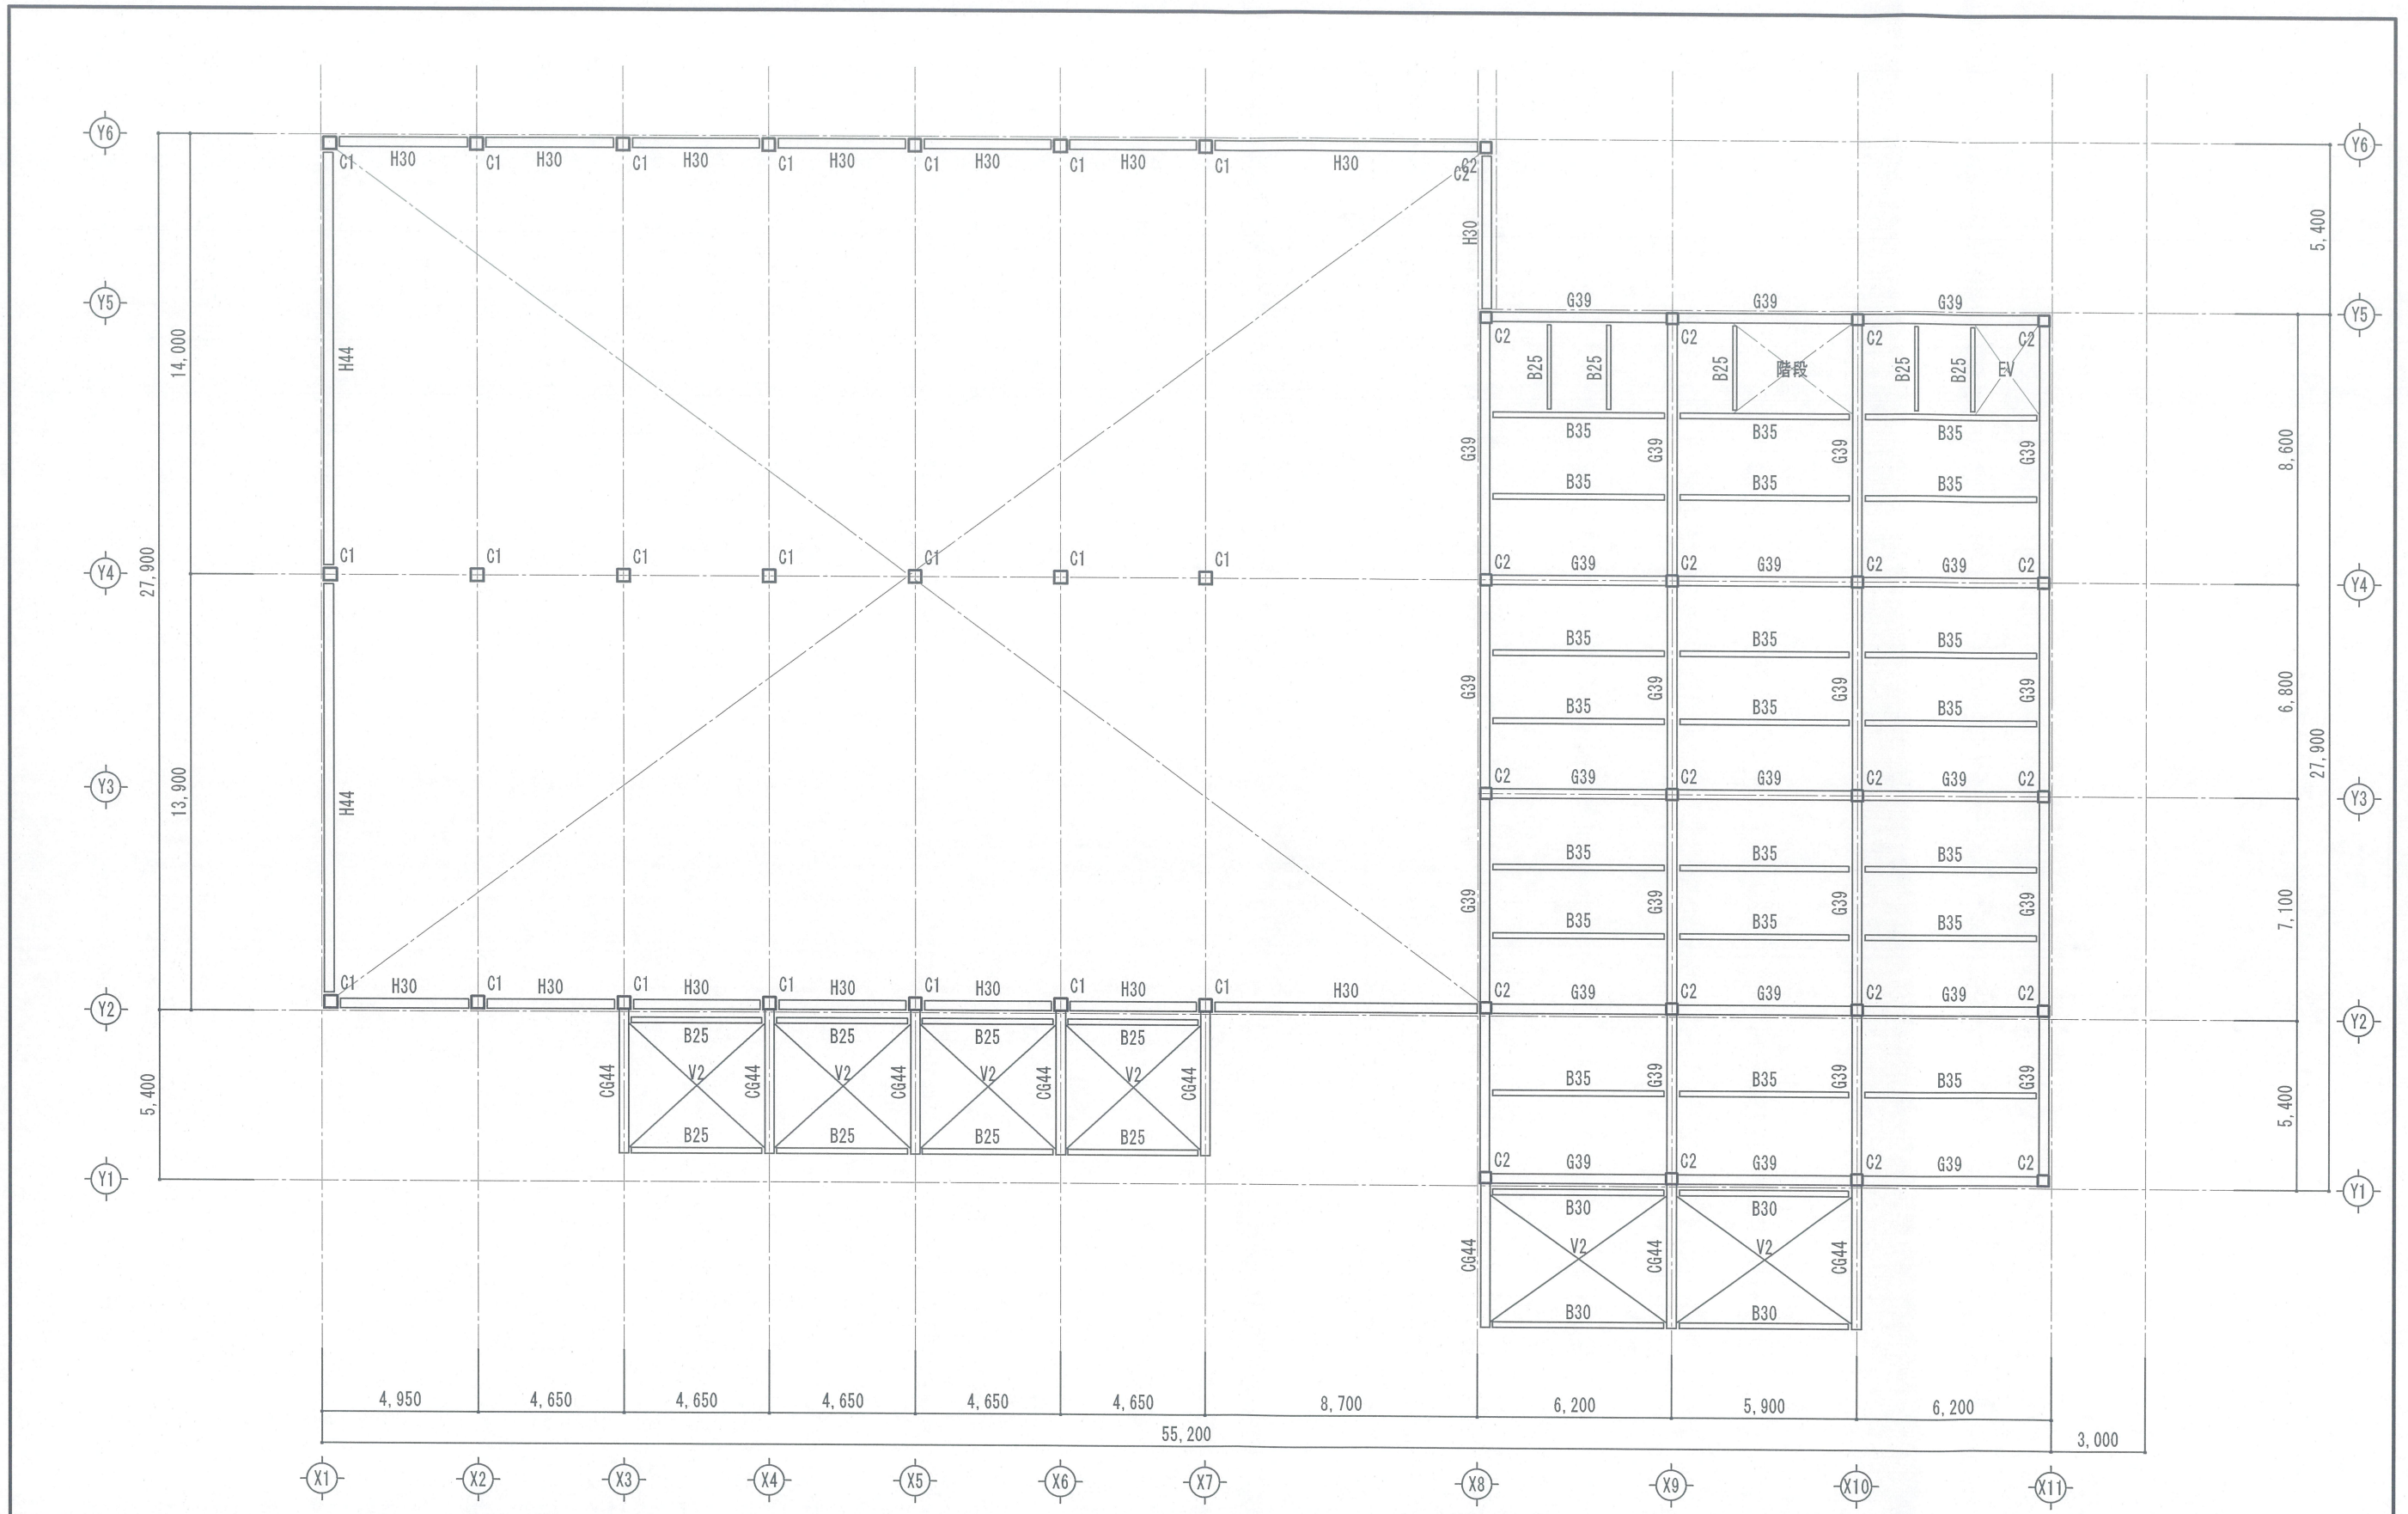 Y6 Y6
C1 H30 C1 H30 C1 H30 C1 H30 C1 H30 C1 H30 C1 H30 C2
C2
H30 5,400
Y5 G39 G39 G39 Y5
C2 C2 C2 C2
14,000 H44 B25 B25 B25 階段 B25 B25 EV
B35 B35 B35
G39 G39 G39 G39 8,600
B35 B35 B35
C1 C1 C1 C1 C1 C1 C1 C2 G39 C2 G39 C2 G39 C2
Y4 27,900 Y4
B35 B35 B35
G39 G39 G39 G39 6,800
B35 B35 B35
27,900
Y3 C2 G39 C2 G39 C2 G39 C2 Y3
13,900 H44
B35 B35 B35
G39 G39 G39 G39 7,100
B35 B35 B35
C1 H30 C1 H30 C1 H30 C1 H30 C1 H30 C1 H30 C1 H30 C2 G39 C2 G39 C2 G39 C2
Y2 Y2
B25 B25 B25 B25
5,400 CG44 V2 CG44 V2 CG44 V2 CG44 V2 CG44 B35 G39 B35 G39 B35 G39 5,400
B25 B25 B25 B25
C2 G39 C2 G39 C2 G39 C2
Y1 Y1
B30 B30
CG44 V2 CG44 V2 CG44
B30 B30
4,950 4,650 4,650 4,650 4,650 4,650 8,700 6,200 5,900 6,200
55,200 3,000
X1 X2 X3 X4 X5 X6 X7 X8 X9 X10 X11